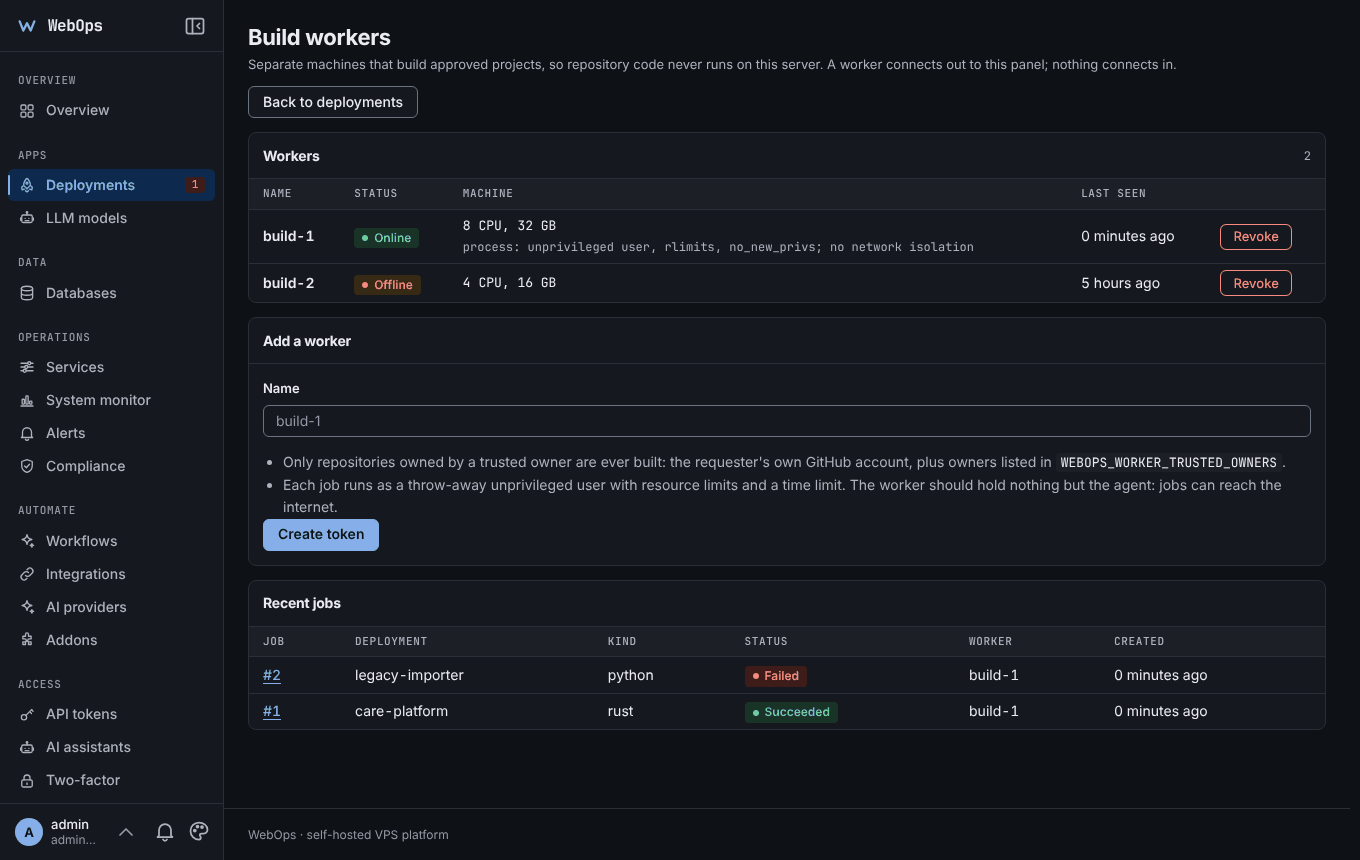 WebOps
OVERVIEW
Overview
APPS
Deployments 1
LLM models
DATA
Databases
OPERATIONS
Services
System monitor
Alerts
Compliance
AUTOMATE
Workflows
Integrations
AI providers
Addons
ACCESS
API tokens
AI assistants
Two-factor
A admin
admin...
Build workers
Separate machines that build approved projects, so repository code never runs on this server. A worker connects out to this panel; nothing connects in.
Back to deployments
Workers 2
NAME STATUS MACHINE LAST SEEN
build-1 Online 8 CPU, 32 GB 0 minutes ago Revoke
process: unprivileged user, rlimits, no_new_privs; no network isolation
build-2 Offline 4 CPU, 16 GB 5 hours ago Revoke
Add a worker
Name
build-1
Only repositories owned by a trusted owner are ever built: the requester's own GitHub account, plus owners listed in WEBOPS_WORKER_TRUSTED_OWNERS.
Each job runs as a throw-away unprivileged user with resource limits and a time limit. The worker should hold nothing but the agent: jobs can reach the
internet.
Create token
Recent jobs
JOB DEPLOYMENT KIND STATUS WORKER CREATED
#2 legacy-importer python Failed build-1 0 minutes ago
#1 care-platform rust Succeeded build-1 0 minutes ago
WebOps · self-hosted VPS platform